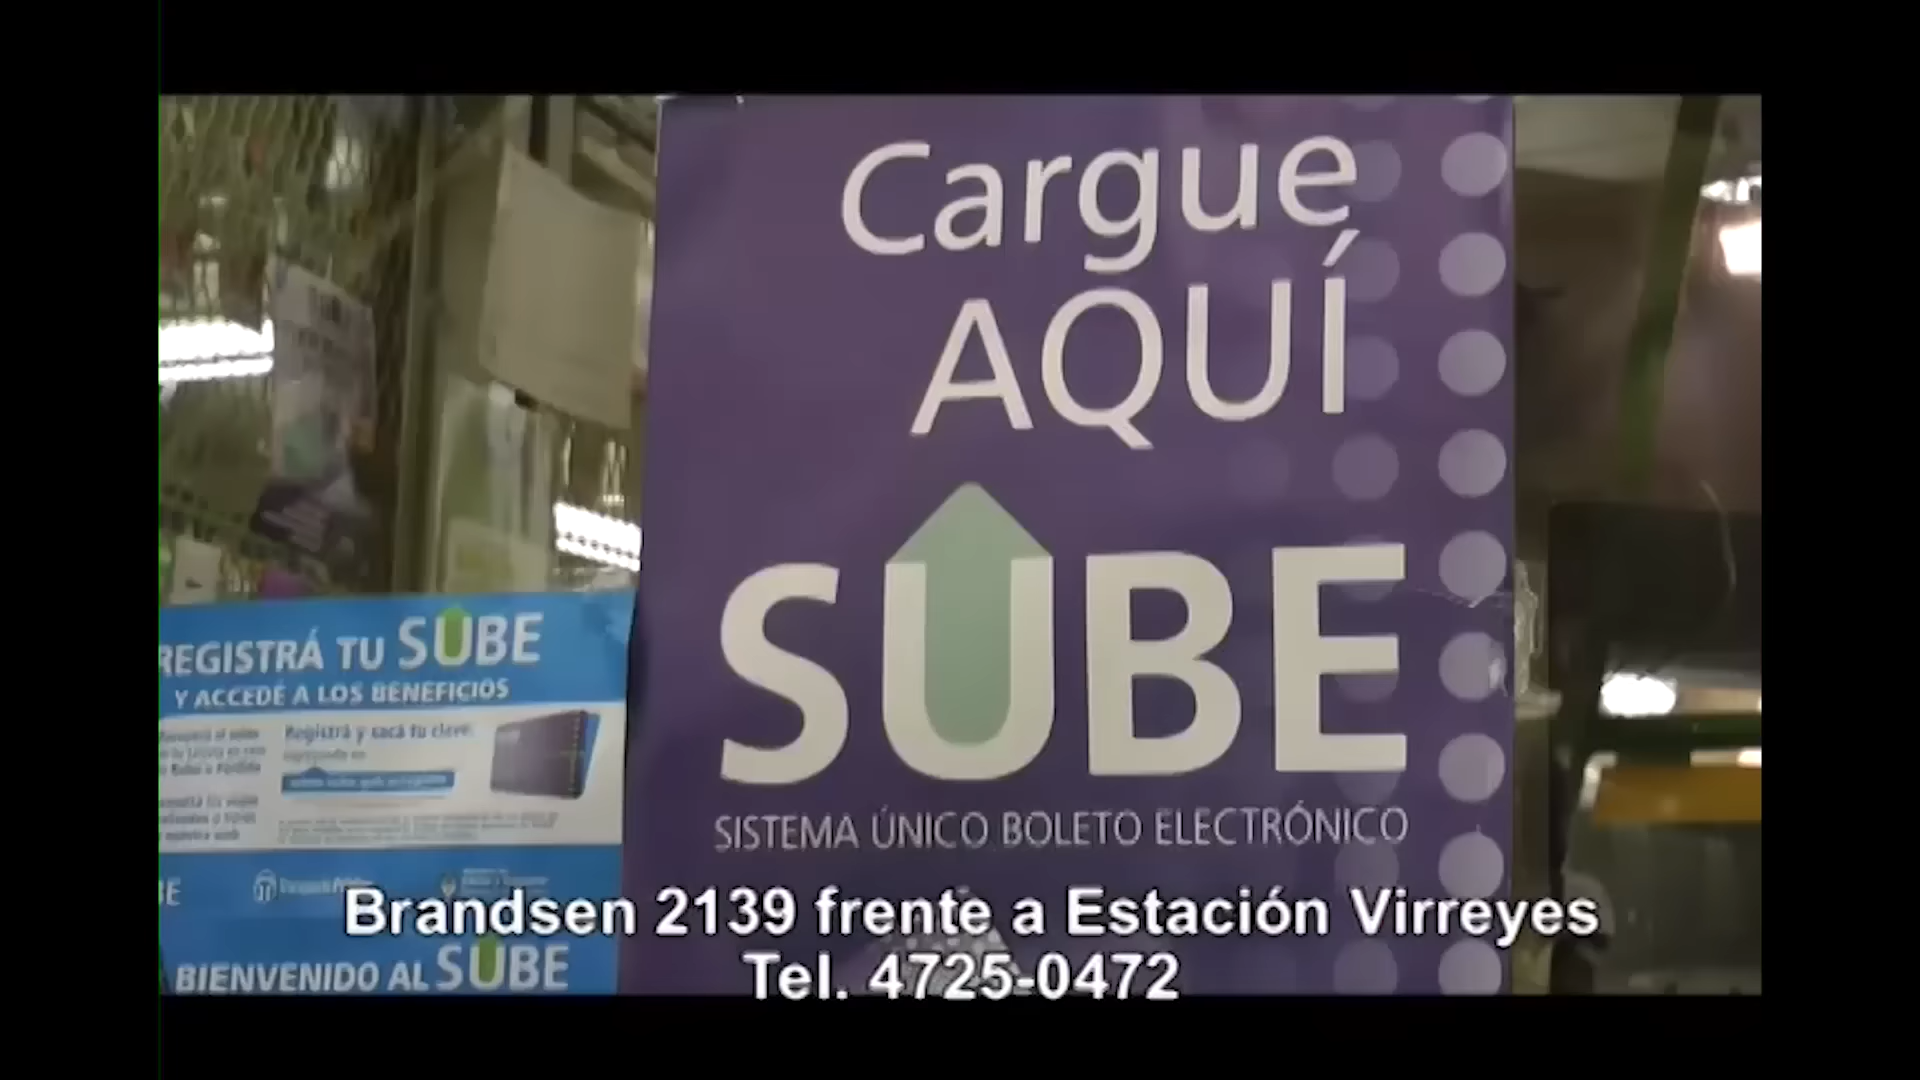 Cargue
AQUÍ
SUBE
SISTEMA ÚNICO BOLETO ELECTRÓNICO
REGISTRÁ TU SUBE
Y ACCEDÉ A LOS BENEFICIOS
Registrá y sacá tu clave
BIENVENIDO AL SUBE
Brandsen 2139 frente a Estación Virreyes
Tel. 4725-0472